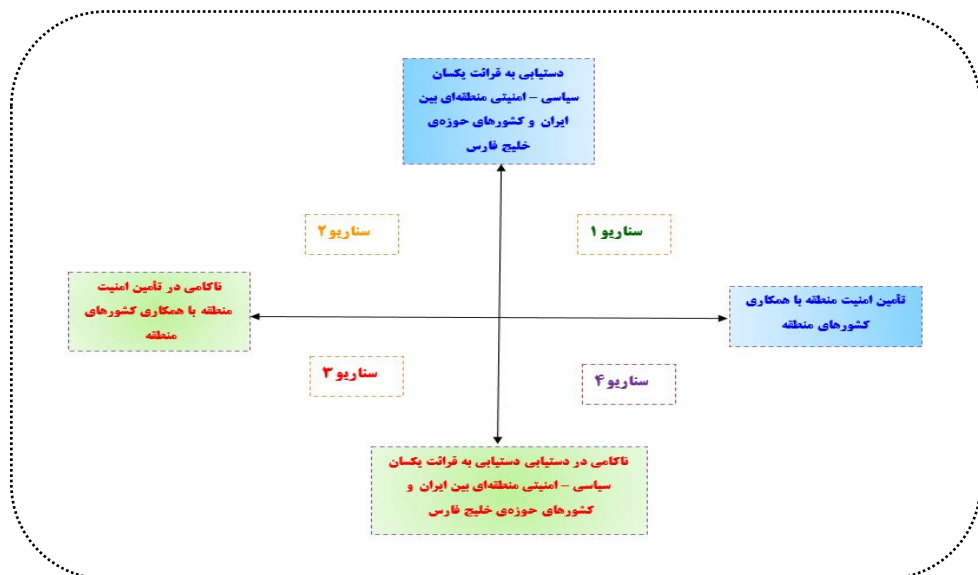 دستیابی به قرائت یکسان
سیاسی – امنیتی منطقه‌ای بین
ایران و کشورهای حوزه‌ی
خلیج فارس
سناریو ۱
سناریو ۲
تأمین امنیت منطقه با همکاری
کشورهای منطقه
ناکامی در تأمین امنیت
منطقه با همکاری کشورهای
منطقه
سناریو ۳
سناریو ۴
ناکامی در دستیابی دستیابی به قرائت یکسان
سیاسی – امنیتی منطقه‌ای بین ایران و
کشورهای حوزه‌ی خلیج فارس